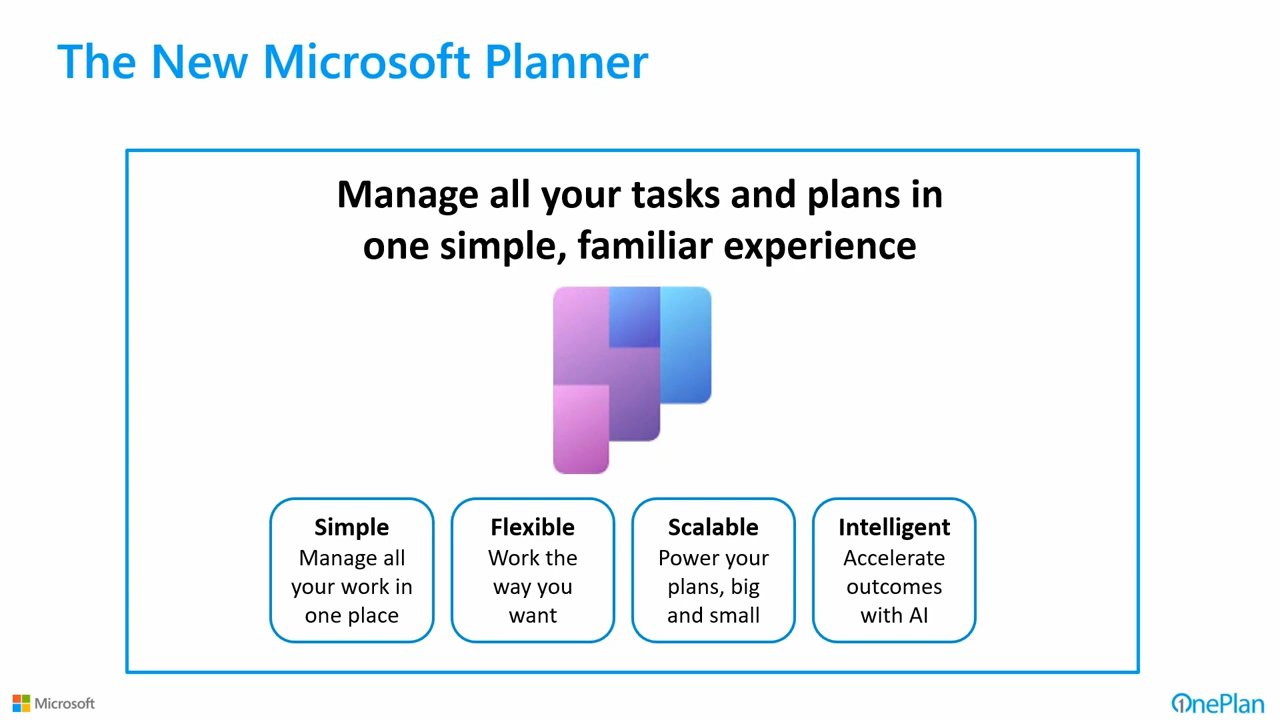 The New Microsoft Planner
Manage all your tasks and plans in
one simple, familiar experience
Simple
Manage all
your work in
one place
Flexible
Work the
way you
want
Scalable
Power your
plans, big
and small
Intelligent
Accelerate
outcomes
with AI
Microsoft
OnePlan